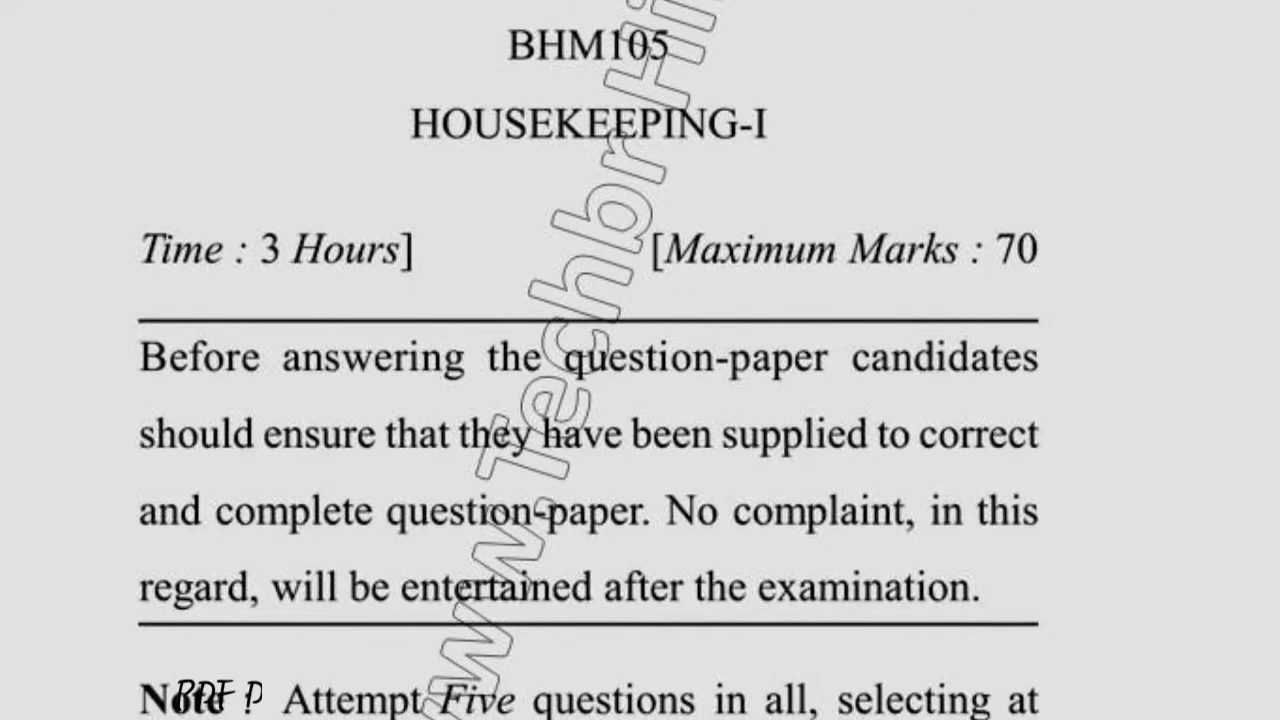 BHM105
HOUSEKEEPING-I
Time : 3 Hours] [Maximum Marks : 70
Before answering the question-paper candidates
should ensure that they have been supplied to correct
and complete question-paper. No complaint, in this
regard, will be entertained after the examination.
Note : Attempt Five questions in all, selecting at
PDF
www.Techbr Hi